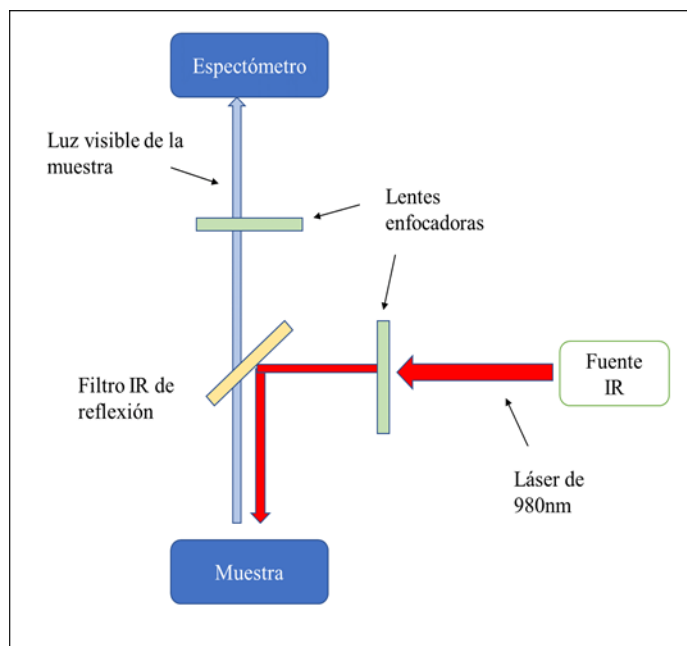 Espectómetro
Luz visible de la
muestra
Lentes
enfocadoras
Fuente
IR
Filtro IR de
reflexión
Láser de
980nm
Muestra